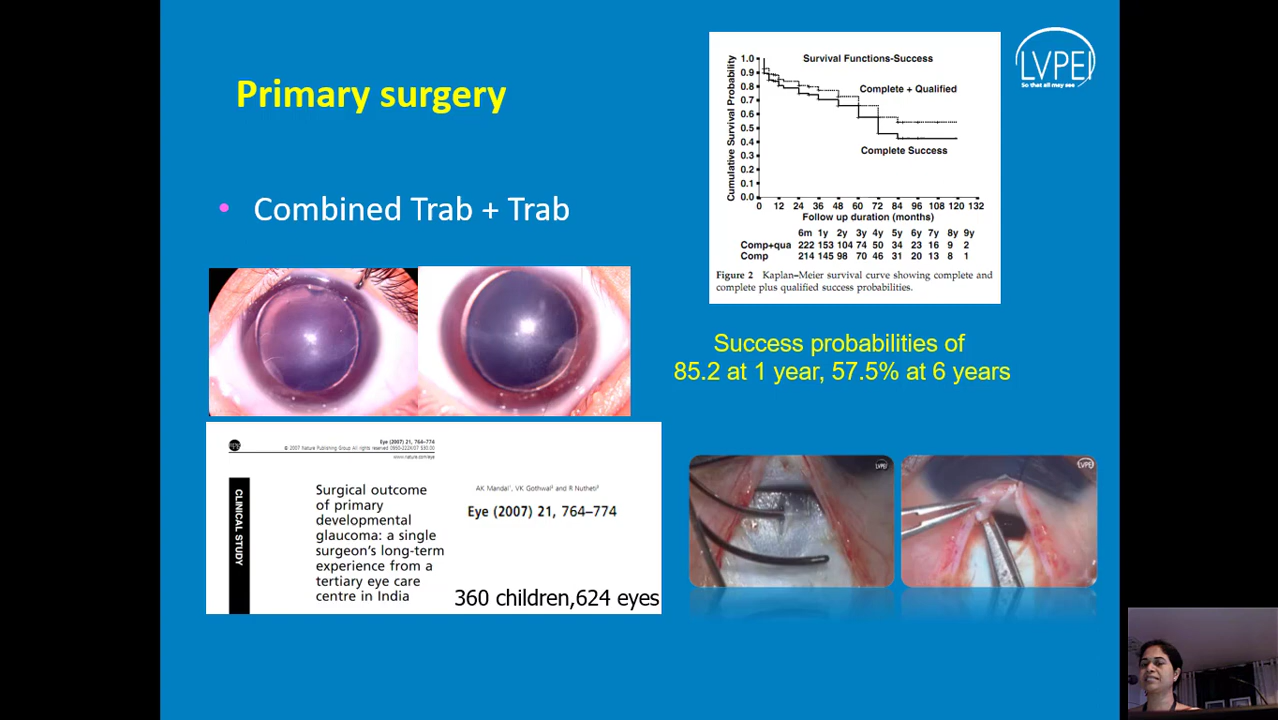 Primary surgery
• Combined Trab + Trab
LVPEI
So that all may see
Survival Functions-Success
Complete + Qualified
Complete Success
Cumulative Survival Probability
1.0
0.9
0.8
0.7
0.6
0.5
0.4
0.3
0.2
0.1
0.0
0 12 24 36 48 60 72 84 96 108 120 132
Follow up duration (months)
6m 1y 2y 3y 4y 5y 6y 7y 8y 9y
Comp+qua 222 153 104 74 50 34 23 16 9 2
Comp 214 145 98 70 46 31 20 13 8 1
Figure 2 Kaplan–Meier survival curve showing complete and
complete plus qualified success probabilities.
Success probabilities of
85.2 at 1 year, 57.5% at 6 years
Eye (2007) 21, 764–774
© 2007 Nature Publishing Group All rights reserved 0950-222X/07 $30.00
www.nature.com/eye
CLINICAL STUDY
Surgical outcome
of primary
developmental
glaucoma: a single
surgeon's long-term
experience from a
tertiary eye care
centre in India
AK Mandal¹, VK Gothwal² and R Nutheti³
Eye (2007) 21, 764–774
360 children,624 eyes
LVPEI
LVPEI